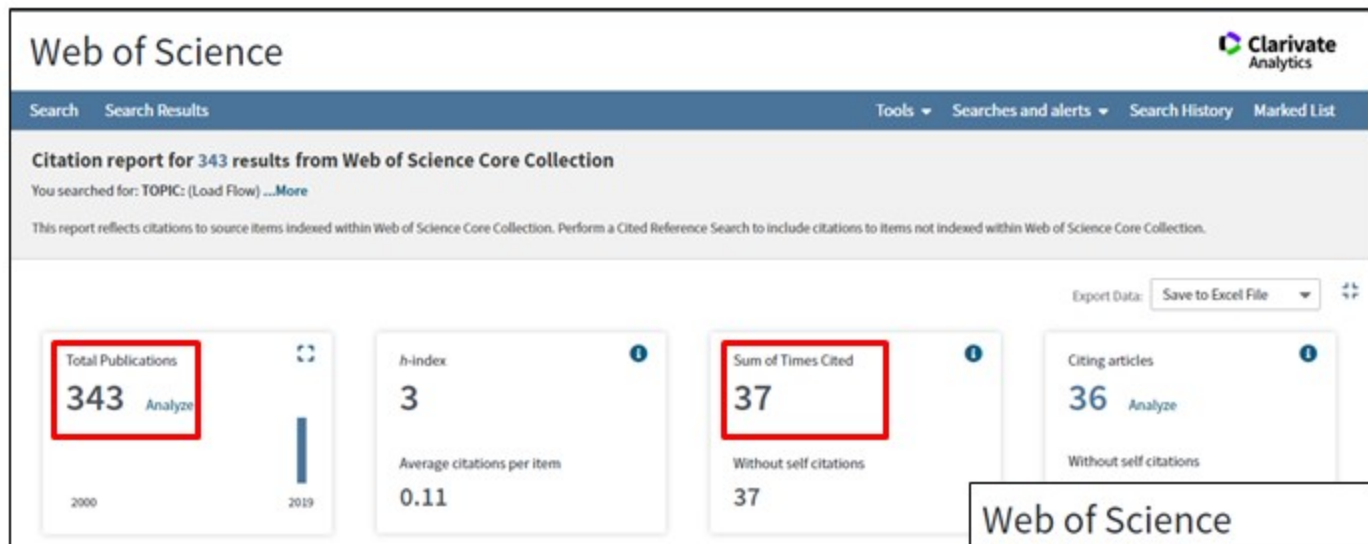 Web of Science
Clarivate
Analytics
Search Search Results Tools Searches and alerts Search History Marked List
Citation report for 343 results from Web of Science Core Collection
You searched for: TOPIC: (Load Flow) ...More
This report reflects citations to source items indexed within Web of Science Core Collection. Perform a Cited Reference Search to include citations to items not indexed within Web of Science Core Collection.
Export Data: Save to Excel File
Total Publications
343 Analyze
2000 2019
h-index
3
Average citations per item
0.11
Sum of Times Cited
37
Without self citations
37
Citing articles
36 Analyze
Without self citations
Web of Science